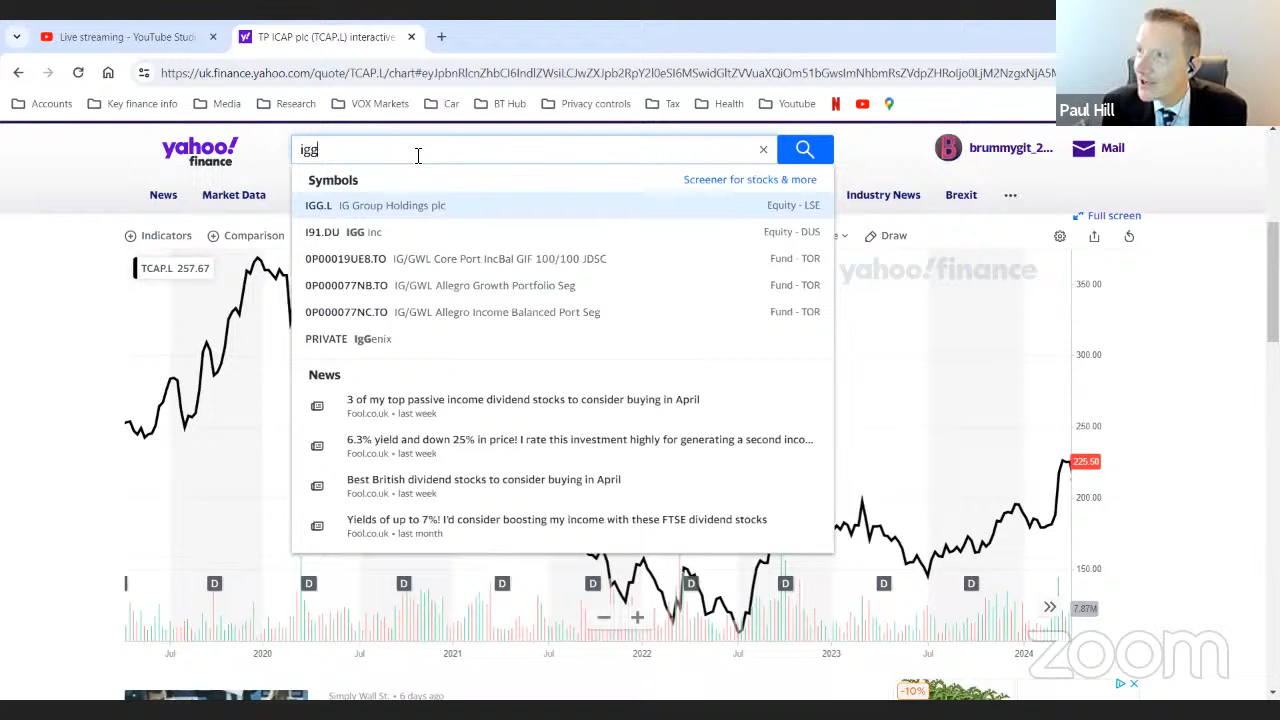 Live streaming - YouTube Studi
TP ICAP plc (TCAP.L) interactive
Accounts
Key finance info
Media
Research
VOX Markets
Car
BT Hub
Privacy controls
Tax
Health
Youtube
Paul Hill
yahoo!
finance
igg
brummygit_2...
Mail
News
Market Data
Industry News
Brexit
Symbols
Screener for stocks & more
IGG.L IG Group Holdings plc Equity - LSE
I91.DU IGG Inc Equity - DUS
0P00019UE8.TO IG/GWL Core Port IncBal GIF 100/100 JDSC Fund - TOR
0P000077NB.TO IG/GWL Allegro Growth Portfolio Seg Fund - TOR
0P000077NC.TO IG/GWL Allegro Income Balanced Port Seg Fund - TOR
PRIVATE IgGenix
News
3 of my top passive income dividend stocks to consider buying in April
Fool.co.uk • last week
6.3% yield and down 25% in price! I rate this investment highly for generating a second inco...
Fool.co.uk • last week
Best British dividend stocks to consider buying in April
Fool.co.uk • last week
Yields of up to 7%! I'd consider boosting my income with these FTSE dividend stocks
Fool.co.uk • last month
Full screen
Indicators
Comparison
Draw
TCAP.L 257.67
yahoo!finance
350.00
300.00
250.00
225.50
200.00
150.00
7.87M
D D D D D D D D D
Jul 2020 Jul 2021 Jul 2022 Jul 2023 Jul 2024
zoom
Simply Wall St. • 6 days ago
-10%